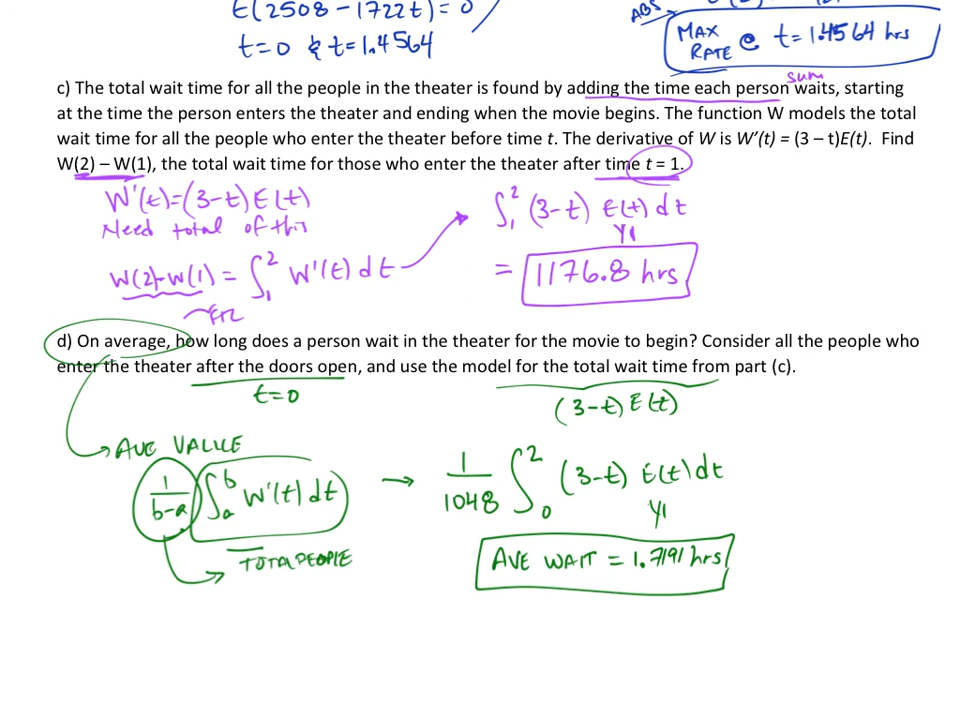 E(2508 - 1722t) = 0
t=0 & t=1.4564
ABS
MAX RATE @ t= 1.4564 hrs
sum
c) The total wait time for all the people in the theater is found by adding the time each person waits, starting
at the time the person enters the theater and ending when the movie begins. The function W models the total
wait time for all the people who enter the theater before time t. The derivative of W is W'(t) = (3 – t)E(t).  Find
W(2) – W(1), the total wait time for those who enter the theater after time t = 1.
W'(t)=(3-t)E(t)
Need total of this
W(2)-W(1) = ∫₁² W'(t) dt
∫₁² (3-t) E(t) dt
Y1
= 1176.8 hrs
d) On average, how long does a person wait in the theater for the movie to begin? Consider all the people who
enter the theater after the doors open, and use the model for the total wait time from part (c).
t=0
(3-t) E(t)
AVE VALUE
1/(b-a) ∫ₐᵇ W'(t) dt → 1/1048 ∫₀² (3-t) E(t) dt
Y1
TOTAL PEOPLE
AVE WAIT = 1.7191 hrs